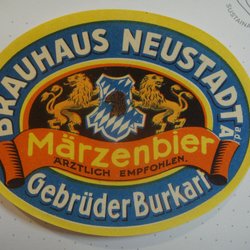 BRAUHAUS NEUSTADT A/
Märzenbier
ÄRZTLICH EMPFOHLEN.
Gebrüder Burkart